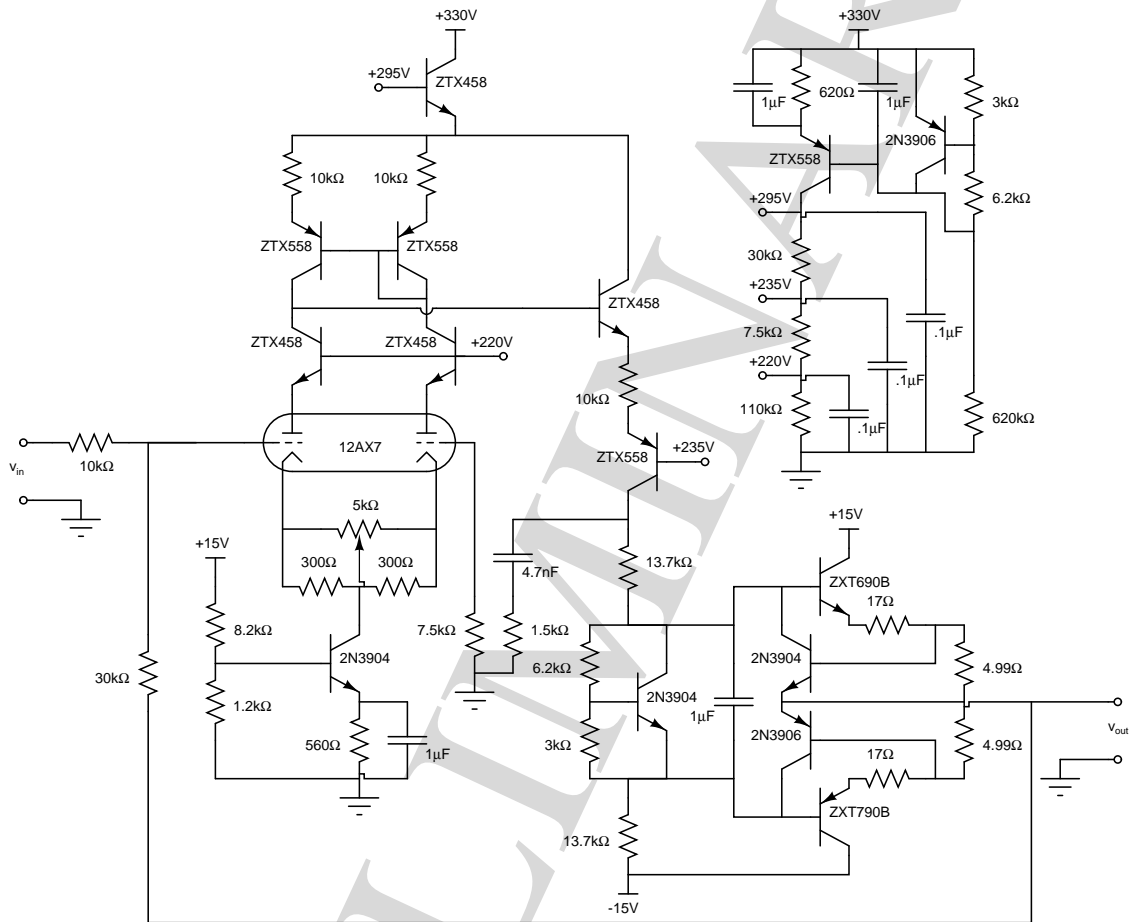 +330V
+330V
+295V
ZTX458
1μF
620Ω
1μF
3kΩ
2N3906
ZTX558
10kΩ
10kΩ
6.2kΩ
+295V
ZTX558
ZTX558
30kΩ
+235V
ZTX458
7.5kΩ
.1μF
ZTX458
ZTX458
+220V
+220V
.1μF
10kΩ
110kΩ
.1μF
620kΩ
12AX7
ZTX558
+235V
10kΩ
vin
5kΩ
+15V
+15V
300Ω
300Ω
4.7nF
13.7kΩ
ZXT690B
17Ω
8.2kΩ
7.5kΩ
1.5kΩ
2N3904
6.2kΩ
2N3904
4.99Ω
30kΩ
2N3904
1.2kΩ
1μF
2N3906
vout
560Ω
1μF
3kΩ
17Ω
4.99Ω
13.7kΩ
ZXT790B
-15V